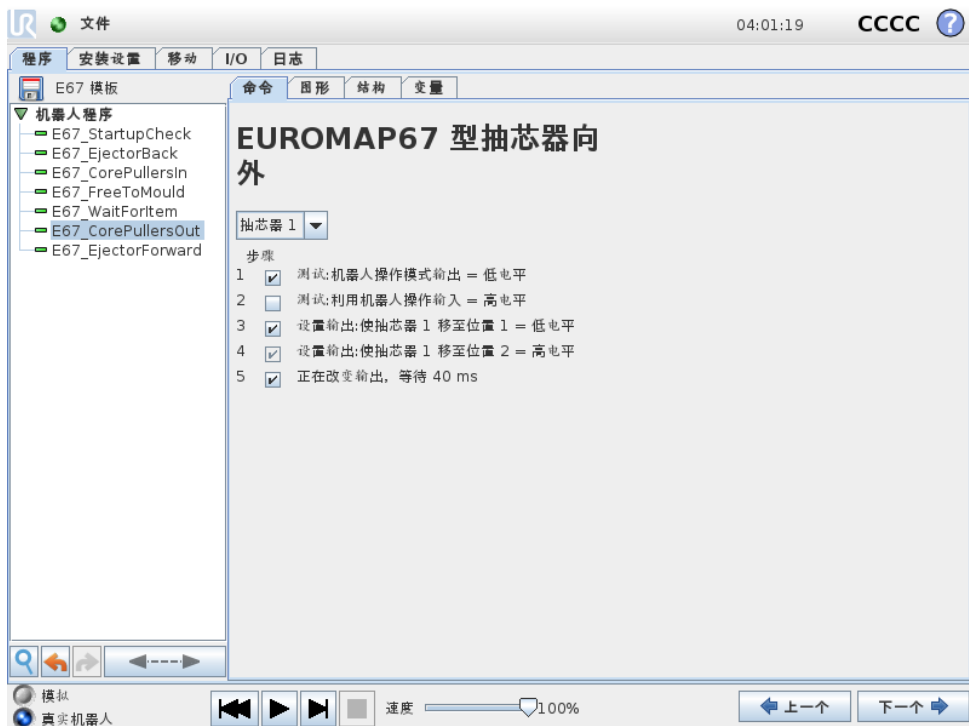 UR 文件 04:01:19 CCCC ?
程序 安装设置 移动 I/O 日志
E67 模板
命令 图形 结构 变量
机器人程序
E67_StartupCheck
E67_EjectorBack
E67_CorePullersIn
E67_FreeToMould
E67_WaitForItem
E67_CorePullersOut
E67_EjectorForward
EUROMAP67 型抽芯器向
外
抽芯器 1
步骤
1 测试:机器人操作模式输出 = 低电平
2 测试:利用机器人操作输入 = 高电平
3 设置输出:使抽芯器 1 移至位置 1 = 低电平
4 设置输出:使抽芯器 1 移至位置 2 = 高电平
5 正在改变输出，等待 40 ms
模拟
真实机器人
速度 100%
上一个 下一个